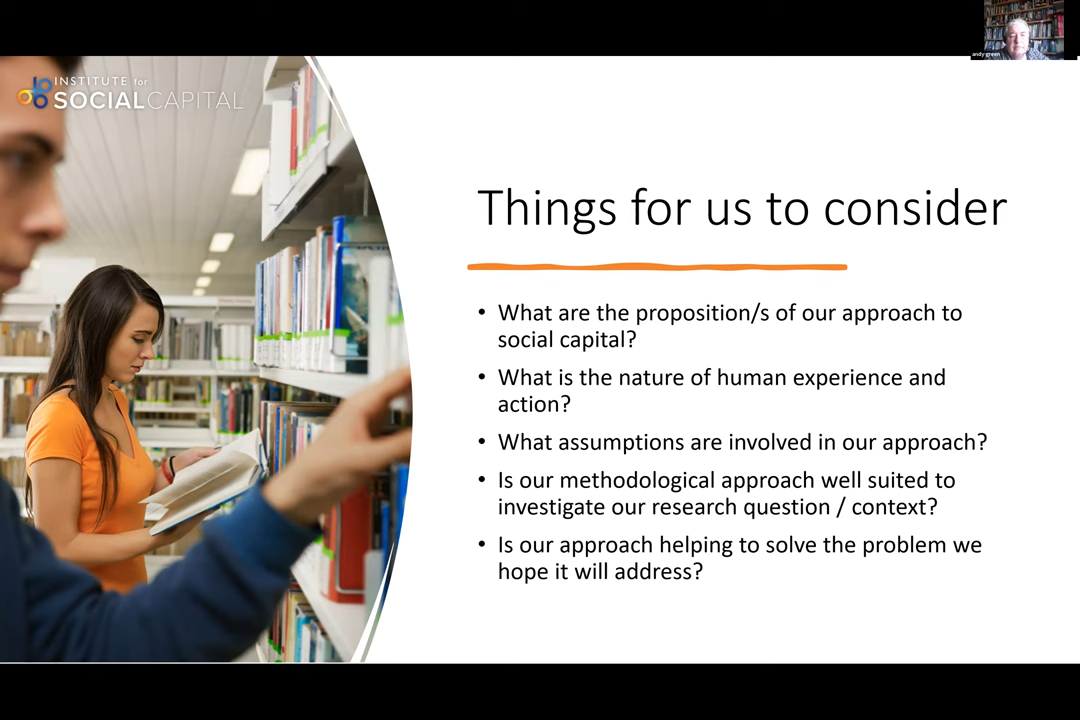 andy green
INSTITUTE for
SOCIALCAPITAL
Things for us to consider
• What are the proposition/s of our approach to
social capital?
• What is the nature of human experience and
action?
• What assumptions are involved in our approach?
• Is our methodological approach well suited to
investigate our research question / context?
• Is our approach helping to solve the problem we
hope it will address?